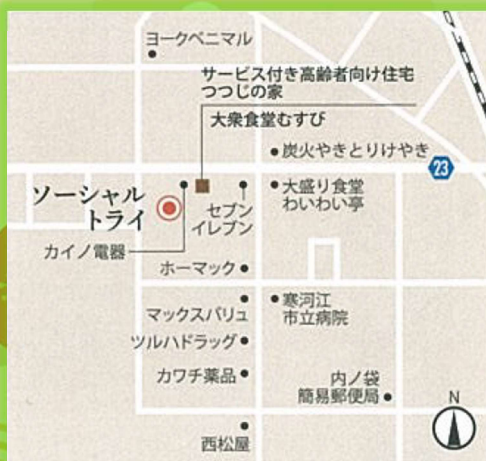 ヨークベニマル
サービス付き高齢者向け住宅
つつじの家
大衆食堂むすび
炭火やきとりけやき
23
大盛り食堂
わいわい亭
ソーシャル
トライ
セブン
イレブン
カイノ電器
ホーマック
マックスバリュ
寒河江
市立病院
ツルハドラッグ
カワチ薬品
内ノ袋
簡易郵便局
N
西松屋